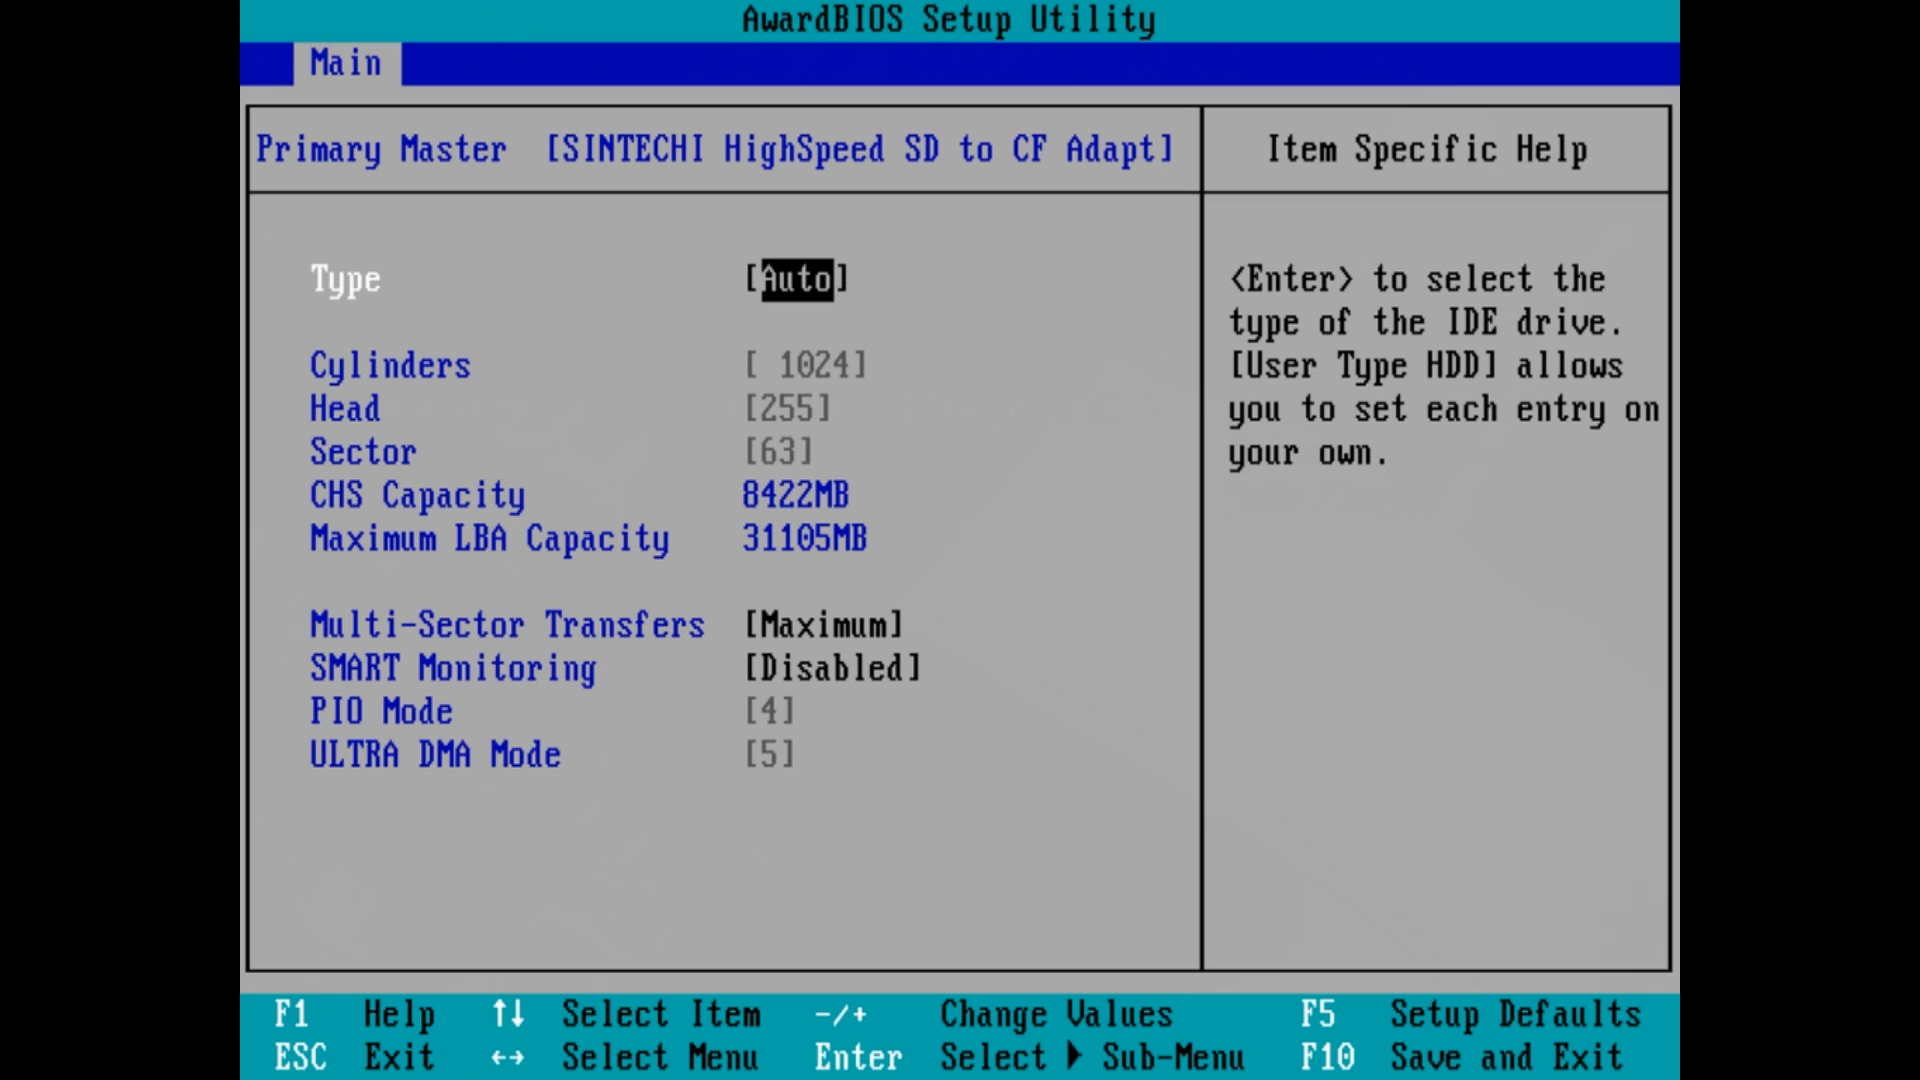 AwardBIOS Setup Utility
Main
Primary Master [SINTECHI HighSpeed SD to CF Adapt]
Item Specific Help
Type [Auto]
Cylinders [ 1024]
Head [255]
Sector [63]
CHS Capacity 8422MB
Maximum LBA Capacity 31105MB
Multi-Sector Transfers [Maximum]
SMART Monitoring [Disabled]
PIO Mode [4]
ULTRA DMA Mode [5]
<Enter> to select the
type of the IDE drive.
[User Type HDD] allows
you to set each entry on
your own.
F1 Help ↑↓ Select Item -/+ Change Values F5 Setup Defaults
ESC Exit ←→ Select Menu Enter Select ▶ Sub-Menu F10 Save and Exit